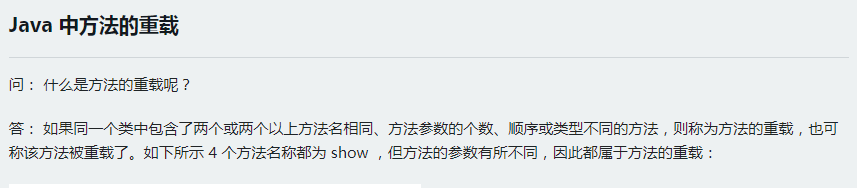 Java 中方法的重载
问： 什么是方法的重载呢？
答： 如果同一个类中包含了两个或两个以上方法名相同、方法参数的个数、顺序或类型不同的方法，则称为方法的重载，也可
称该方法被重载了。如下所示 4 个方法名称都为 show ，但方法的参数有所不同，因此都属于方法的重载：